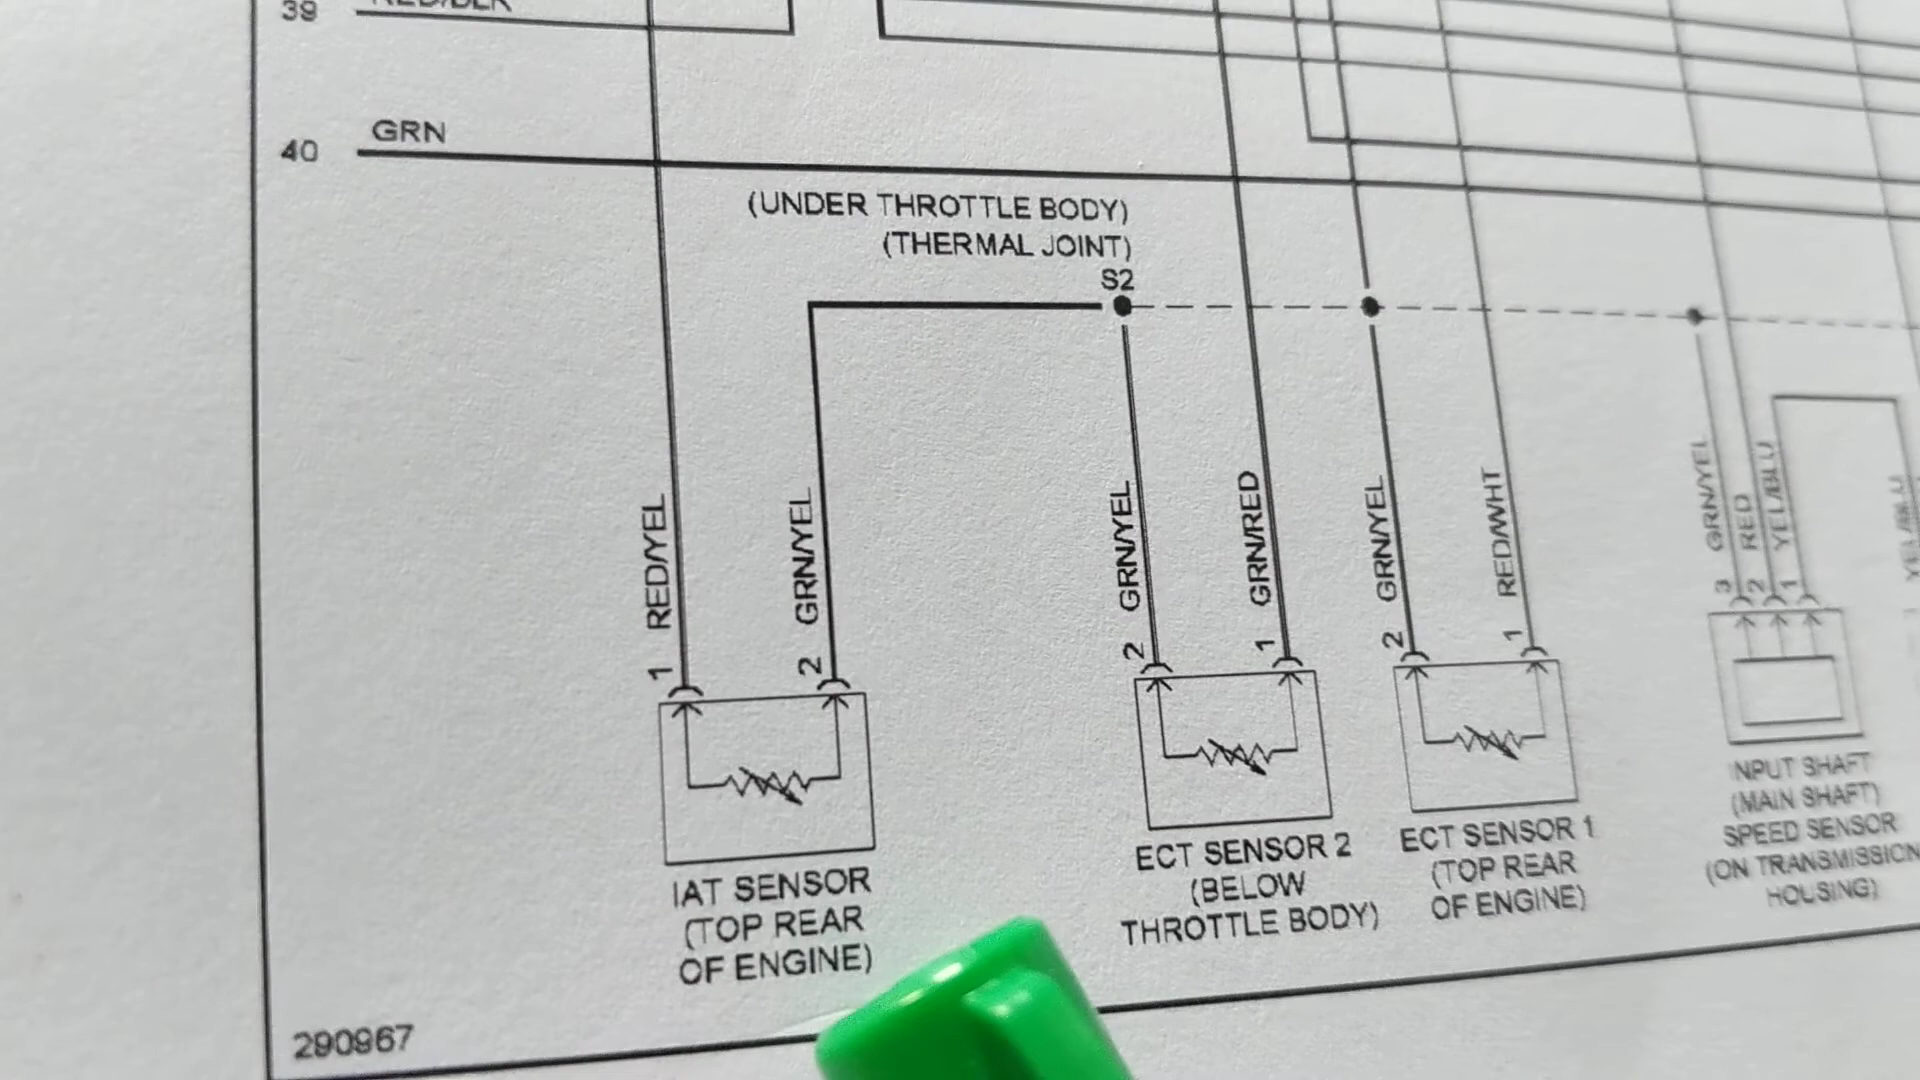 39
40
GRN
(UNDER THROTTLE BODY)
(THERMAL JOINT)
S2
RED/YEL
GRN/YEL
GRN/YEL
GRN/RED
GRN/YEL
RED/WHT
GRN/YEL
RED
YEL/BLU
YEL/BLU
1
2
2
1
2
1
3
2
1
IAT SENSOR
(TOP REAR
OF ENGINE)
ECT SENSOR 2
(BELOW
THROTTLE BODY)
ECT SENSOR 1
(TOP REAR
OF ENGINE)
INPUT SHAFT
(MAIN SHAFT)
SPEED SENSOR
(ON TRANSMISSION
HOUSING)
290967